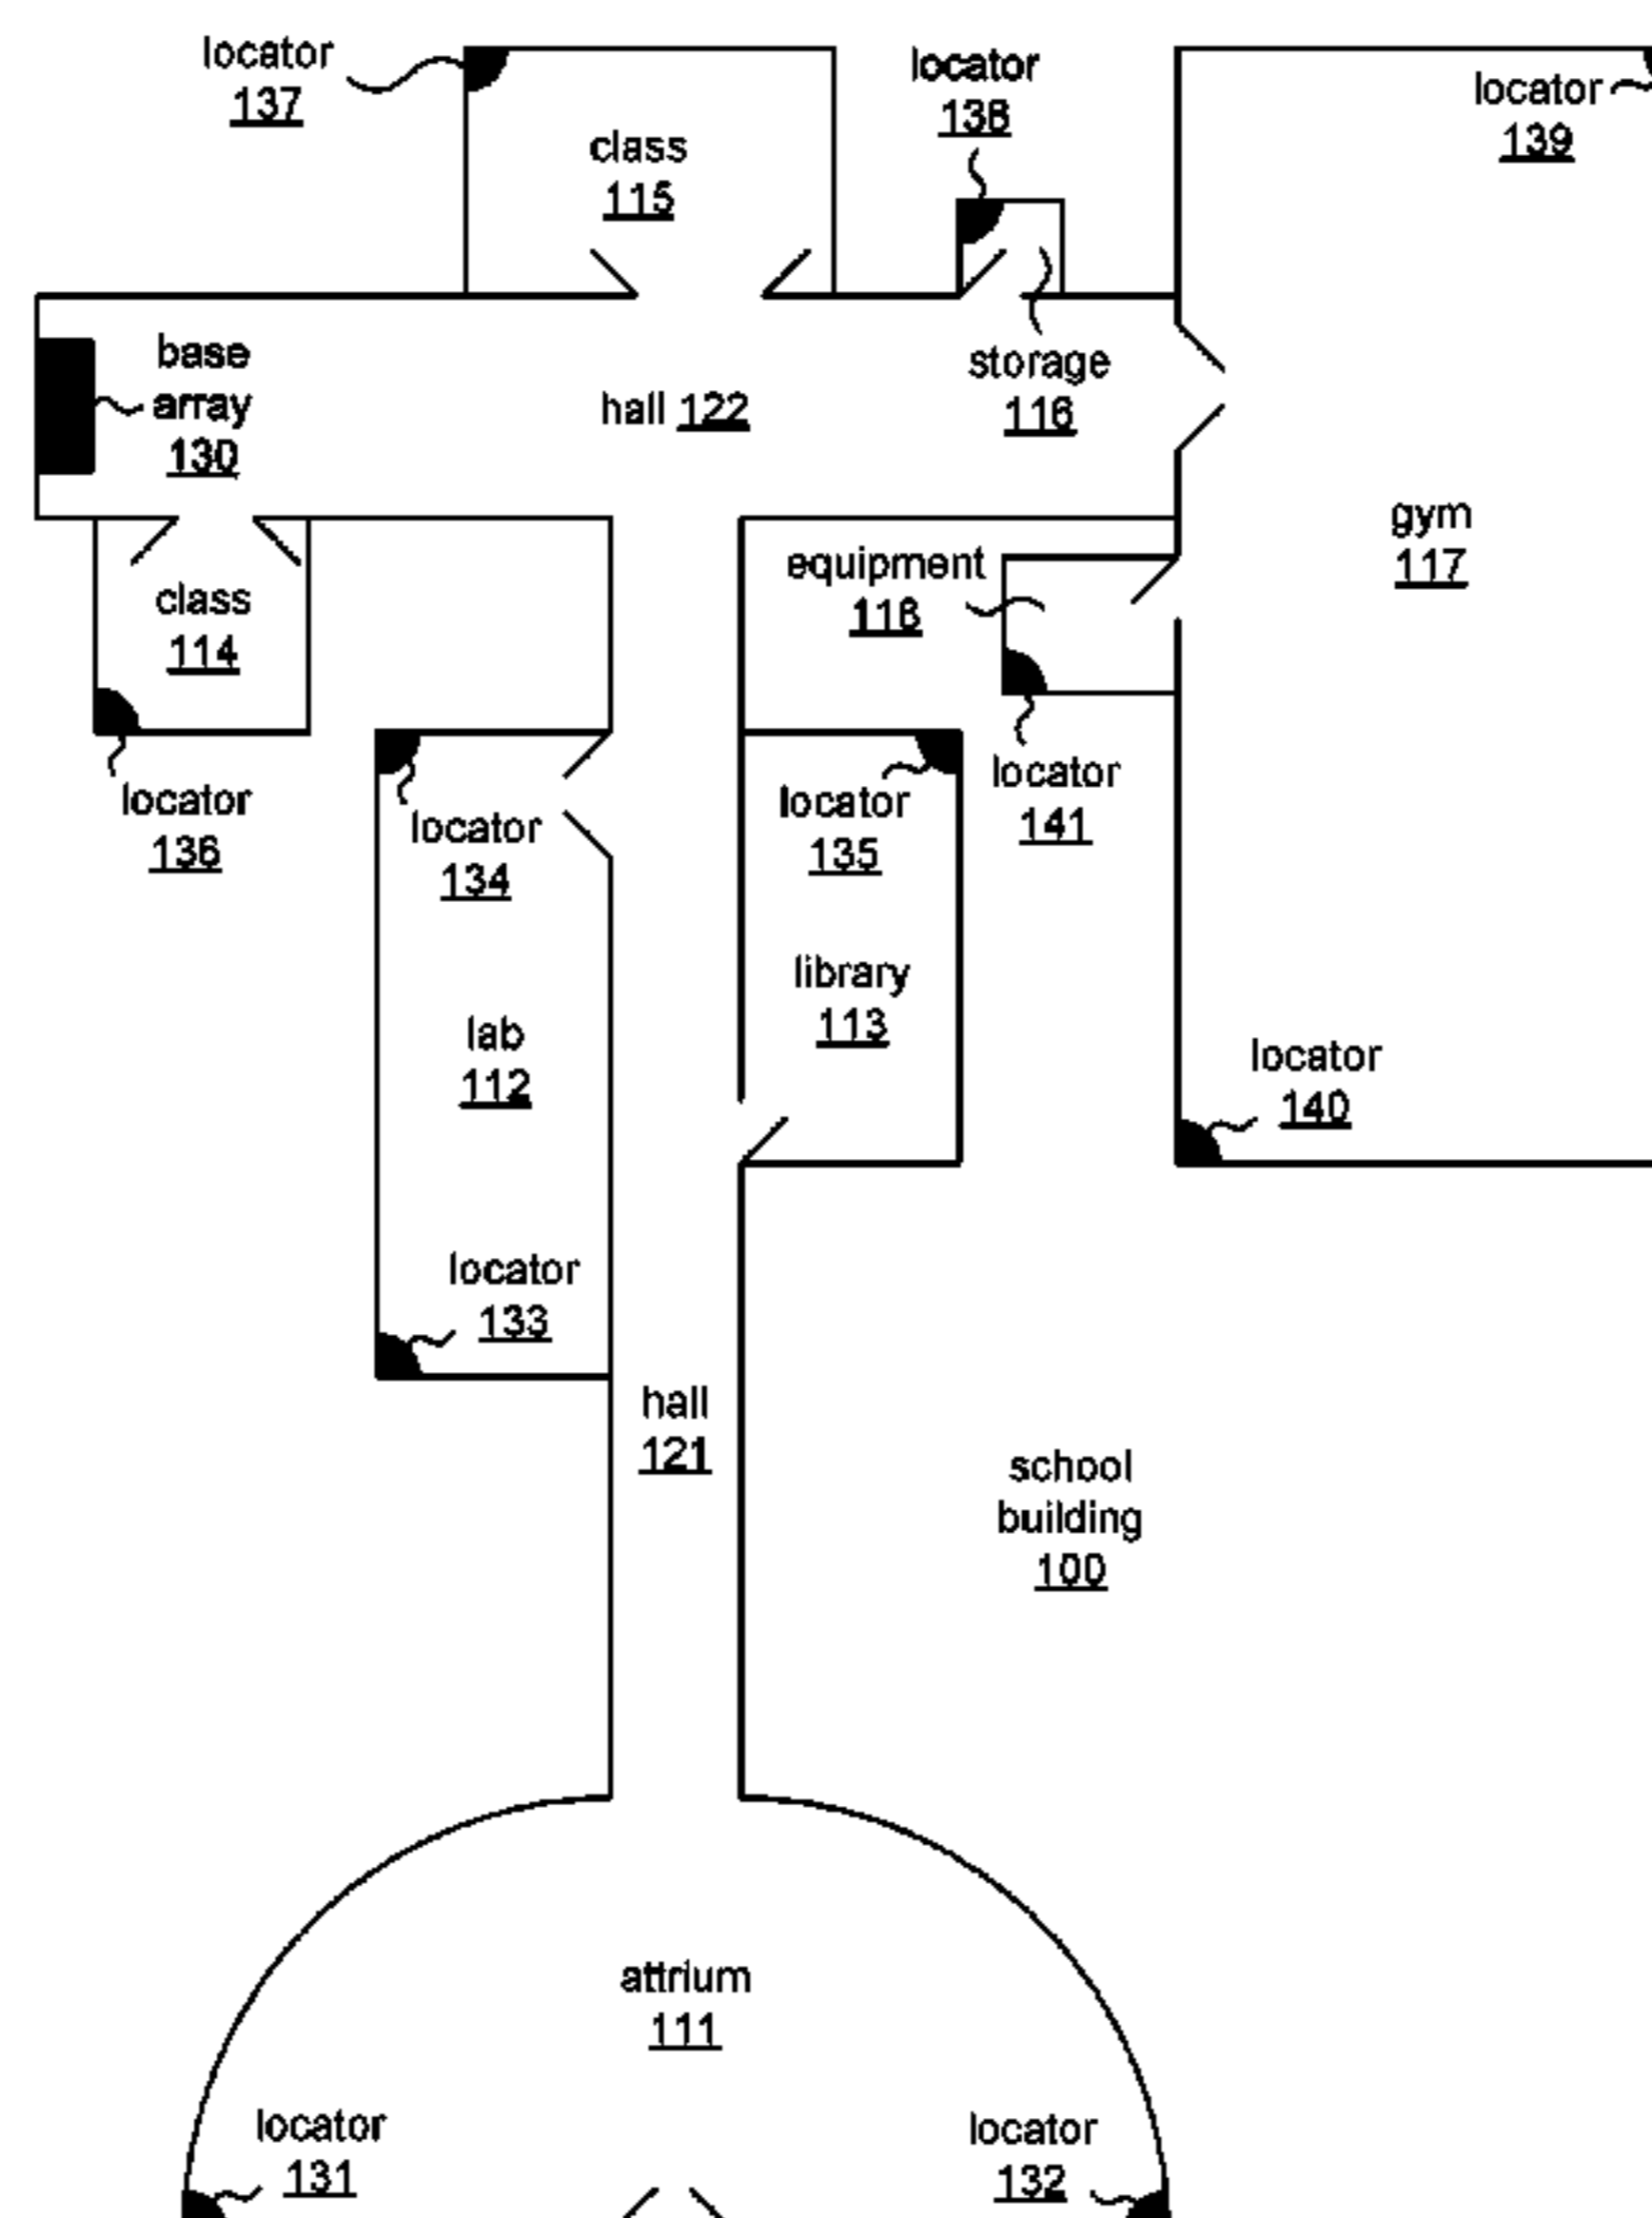 locator
137
class
115
locator
138
locator
139
base
array
130
hall 122
storage
116
gym
117
equipment
118
class
114
locator
136
locator
134
locator
135
locator
141
library
113
lab
112
locator
140
locator
133
hall
121
school
building
100
attrium
111
locator
131
locator
132